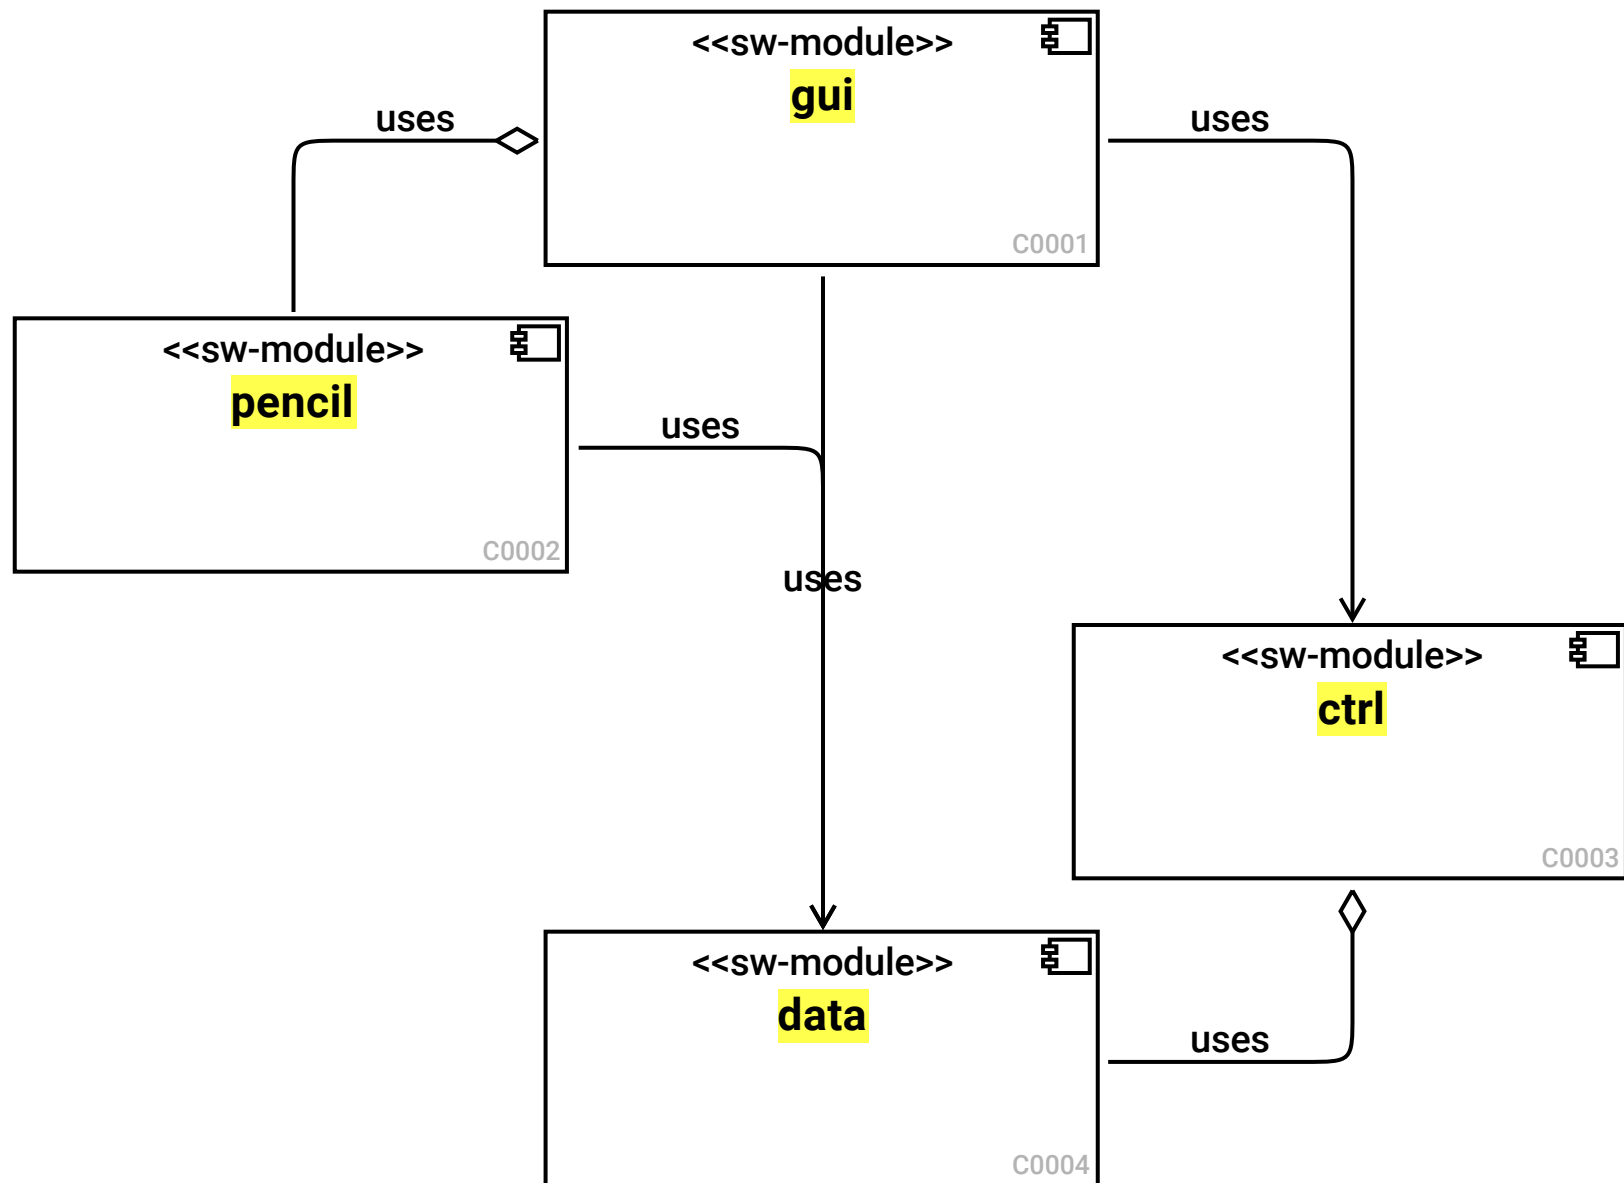 <<sw-module>>
gui
C0001
uses
uses
<<sw-module>>
pencil
C0002
uses
uses
<<sw-module>>
ctrl
C0003
<<sw-module>>
data
C0004
uses